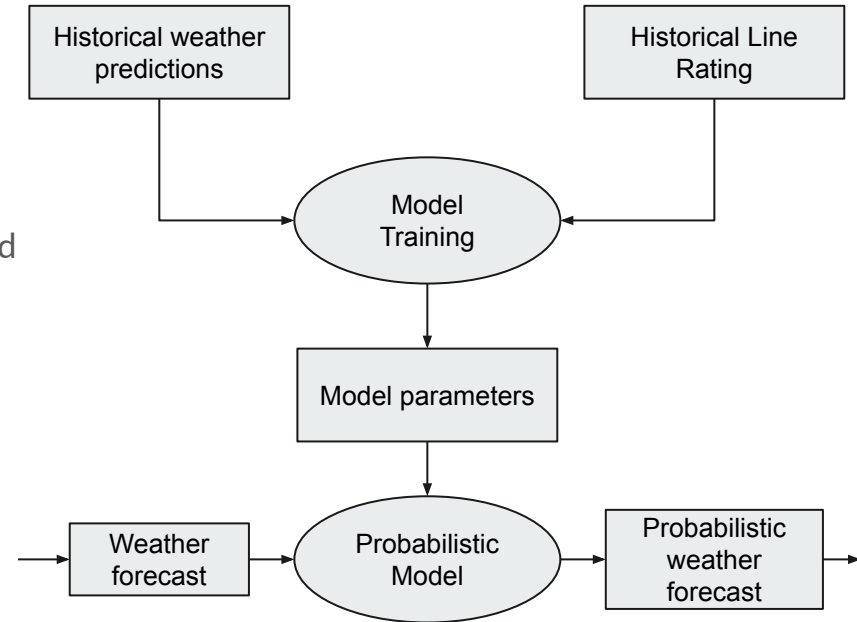 Historical weather
predictions
Historical Line
Rating
Model
Training
d
Model parameters
Weather
forecast
Probabilistic
Model
Probabilistic
weather
forecast